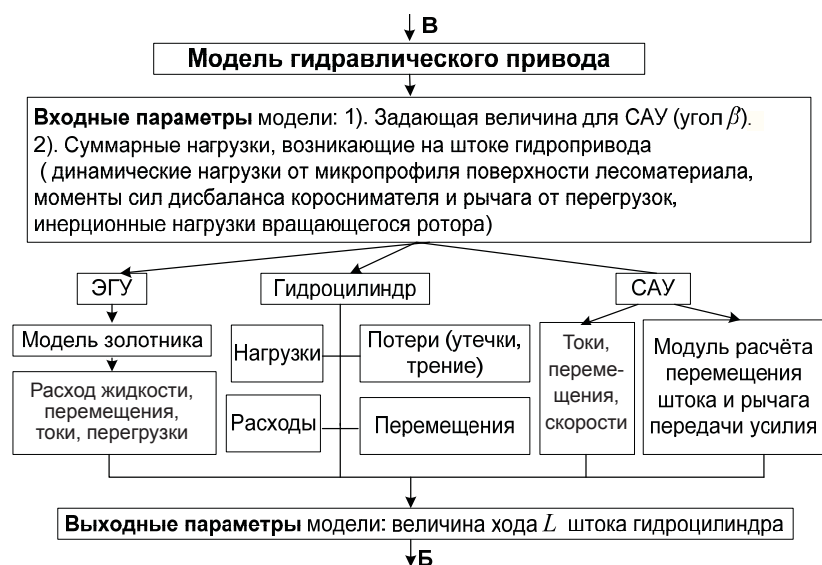 В
Модель гидравлического привода
Входные параметры модели: 1). Задающая величина для САУ (угол β).
2). Суммарные нагрузки, возникающие на штоке гидропривода
( динамические нагрузки от микропрофиля поверхности лесоматериала,
моменты сил дисбаланса короснимателя и рычага от перегрузок,
инерционные нагрузки вращающегося ротора)
ЭГУ
Гидроцилиндр
САУ
Модель золотника
Расход жидкости,
перемещения,
токи, перегрузки
Нагрузки
Потери (утечки,
трение)
Расходы
Перемещения
Токи,
переме-
щения,
скорости
Модуль расчёта
перемещения
штока и рычага
передачи усилия
Выходные параметры модели: величина хода L штока гидроцилиндра
Б